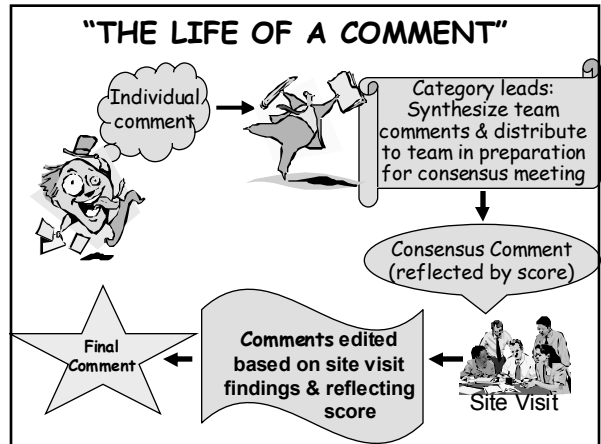 “THE LIFE OF A COMMENT”
Individual
comment
Category leads:
Synthesize team
comments & distribute
to team in preparation
for consensus meeting
Consensus Comment
(reflected by score)
Site Visit
Comments edited
based on site visit
findings & reflecting
score
Final
Comment